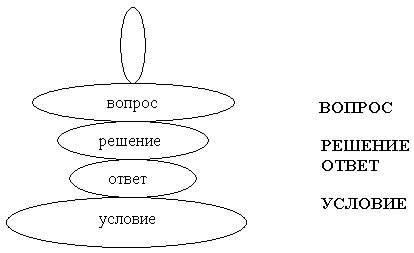 вопрос
решение
ответ
условие
ВОПРОС
РЕШЕНИЕ
ОТВЕТ
УСЛОВИЕ